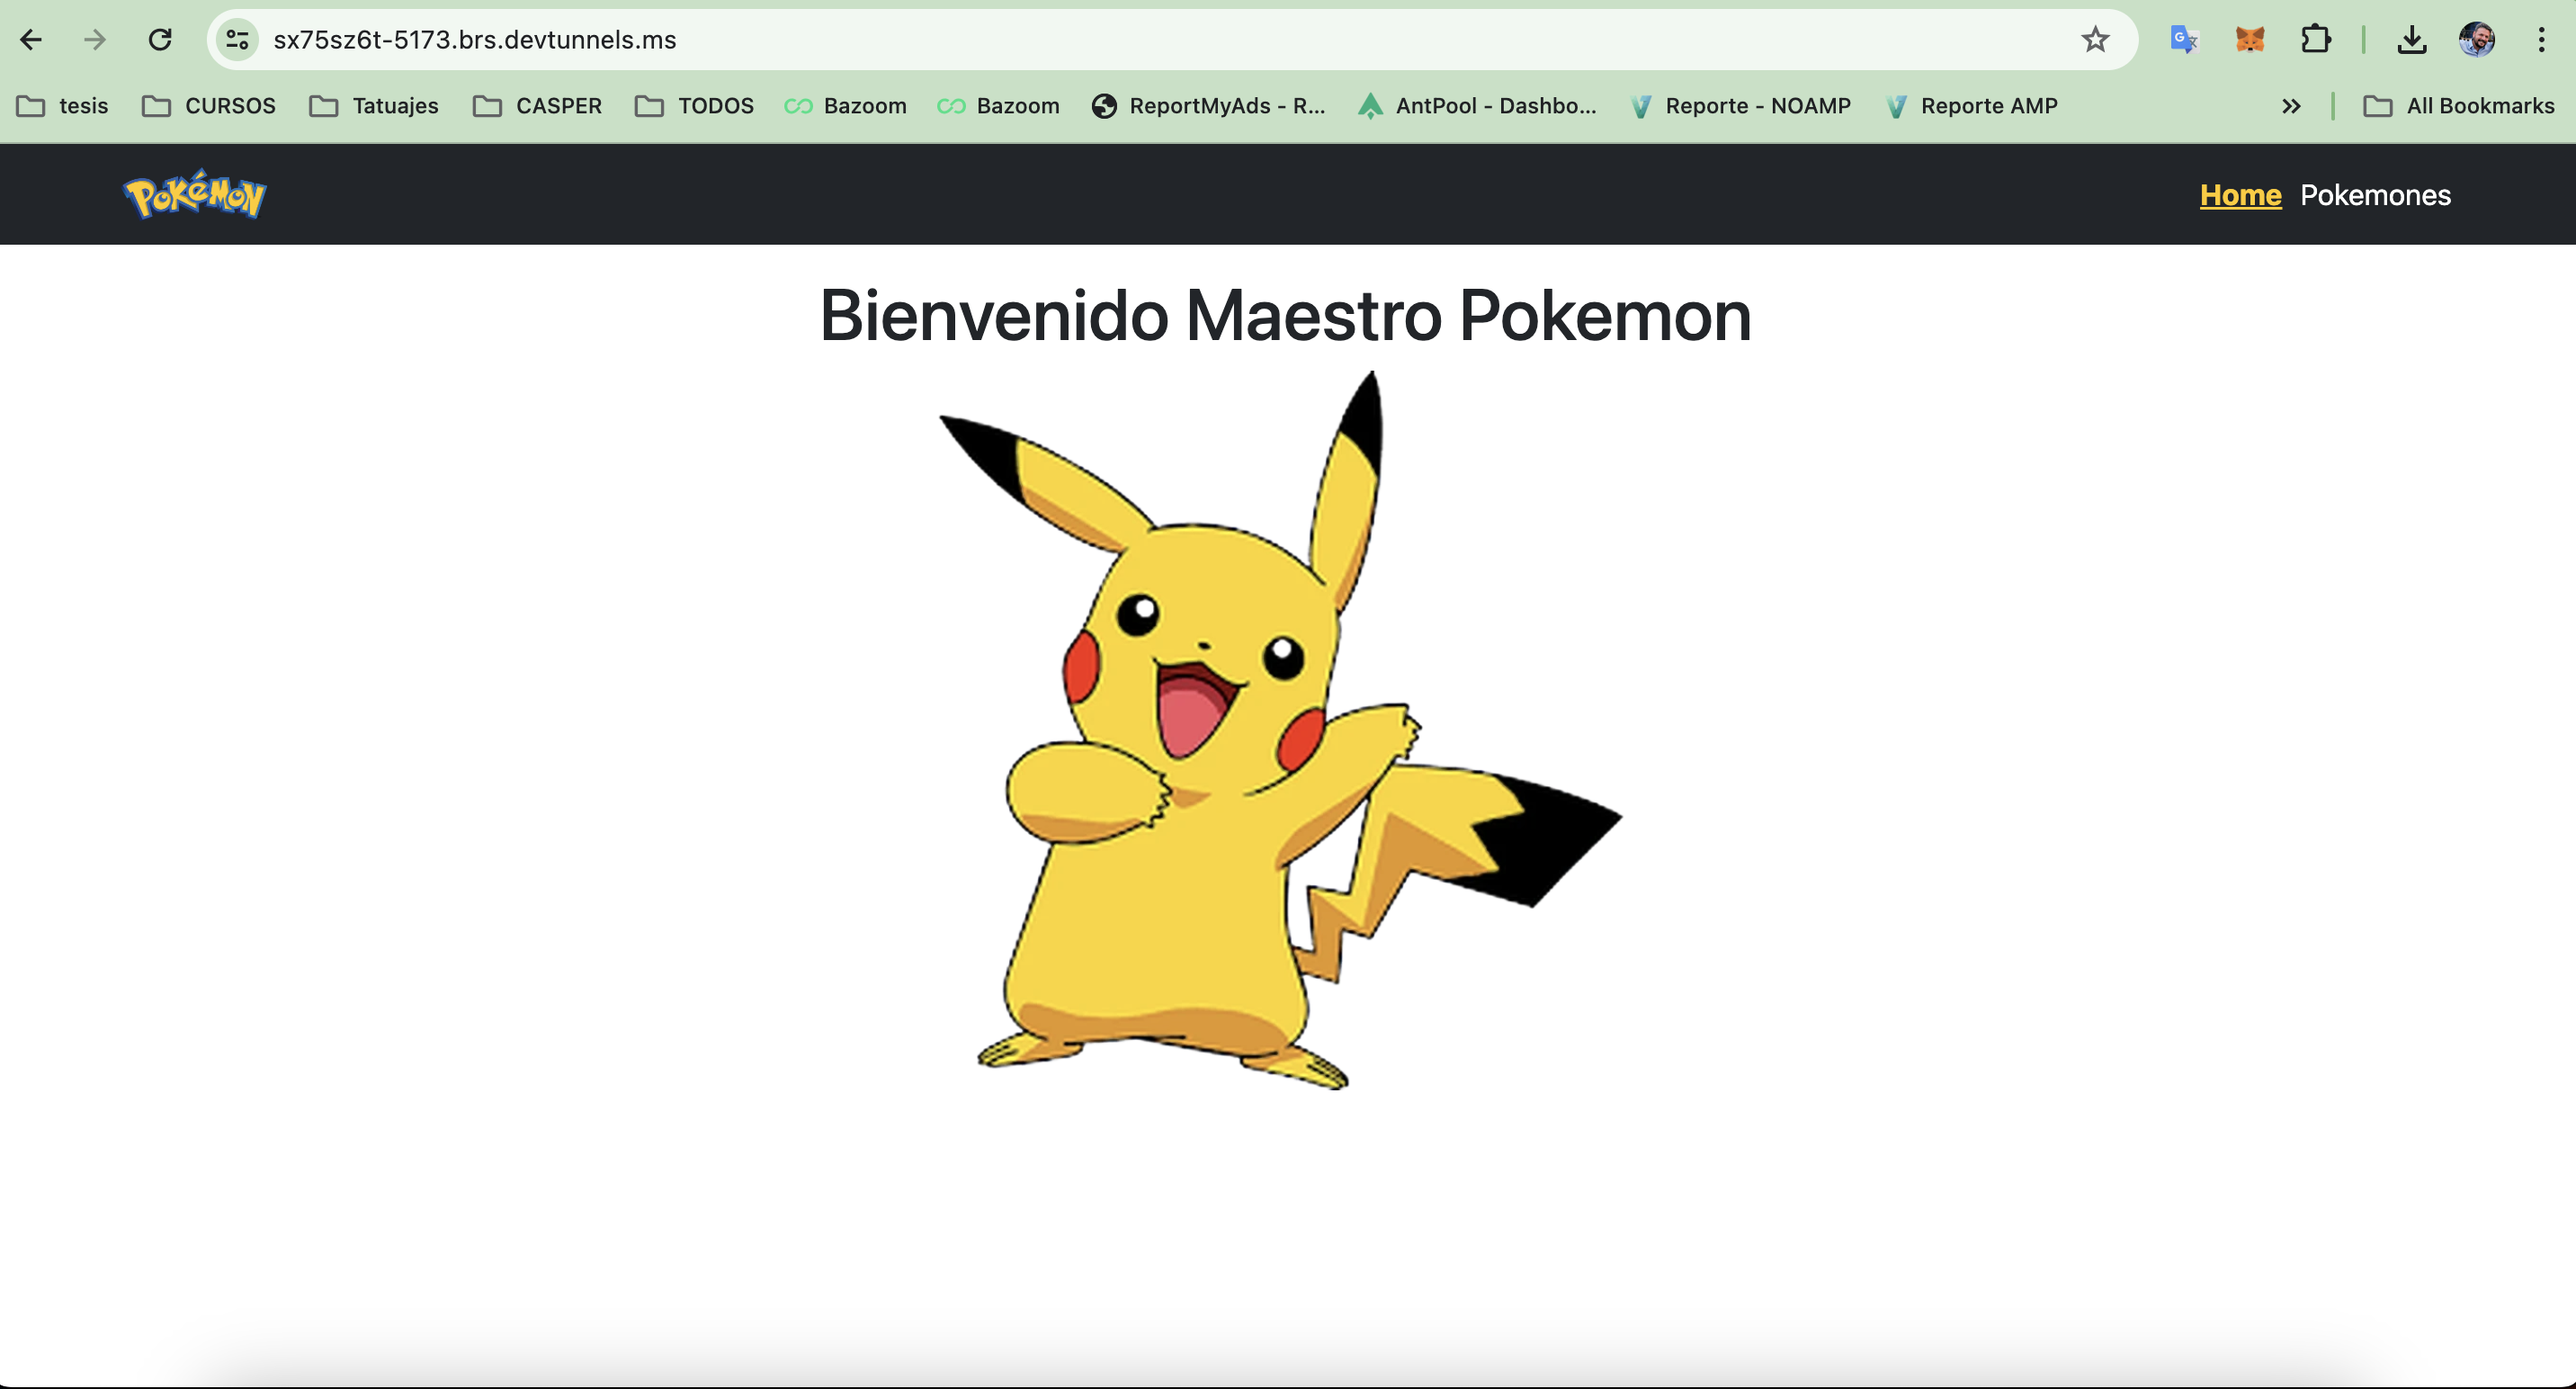 sx75sz6t-5173.brs.devtunnels.ms
tesis CURSOS Tatuajes CASPER TODOS Bazoom Bazoom ReportMyAds - R... AntPool - Dashbo... Reporte - NOAMP Reporte AMP All Bookmarks
POKéMON Home Pokemones
Bienvenido Maestro Pokemon